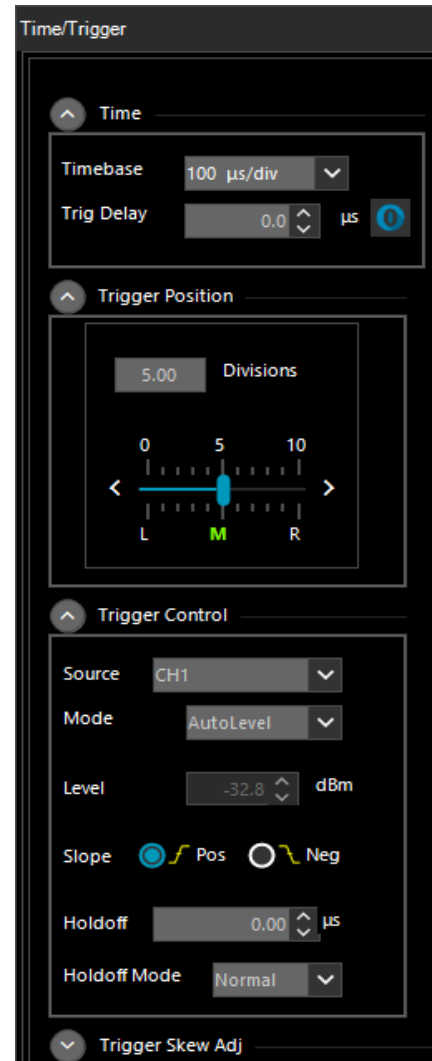 Time/Trigger
Time
Timebase 100 µs/div
Trig Delay 0.0 µs
Trigger Position
5.00 Divisions
0 5 10
L M R
Trigger Control
Source CH1
Mode AutoLevel
Level -32.8 dBm
Slope Pos Neg
Holdoff 0.00 µs
Holdoff Mode Normal
Trigger Skew Adj